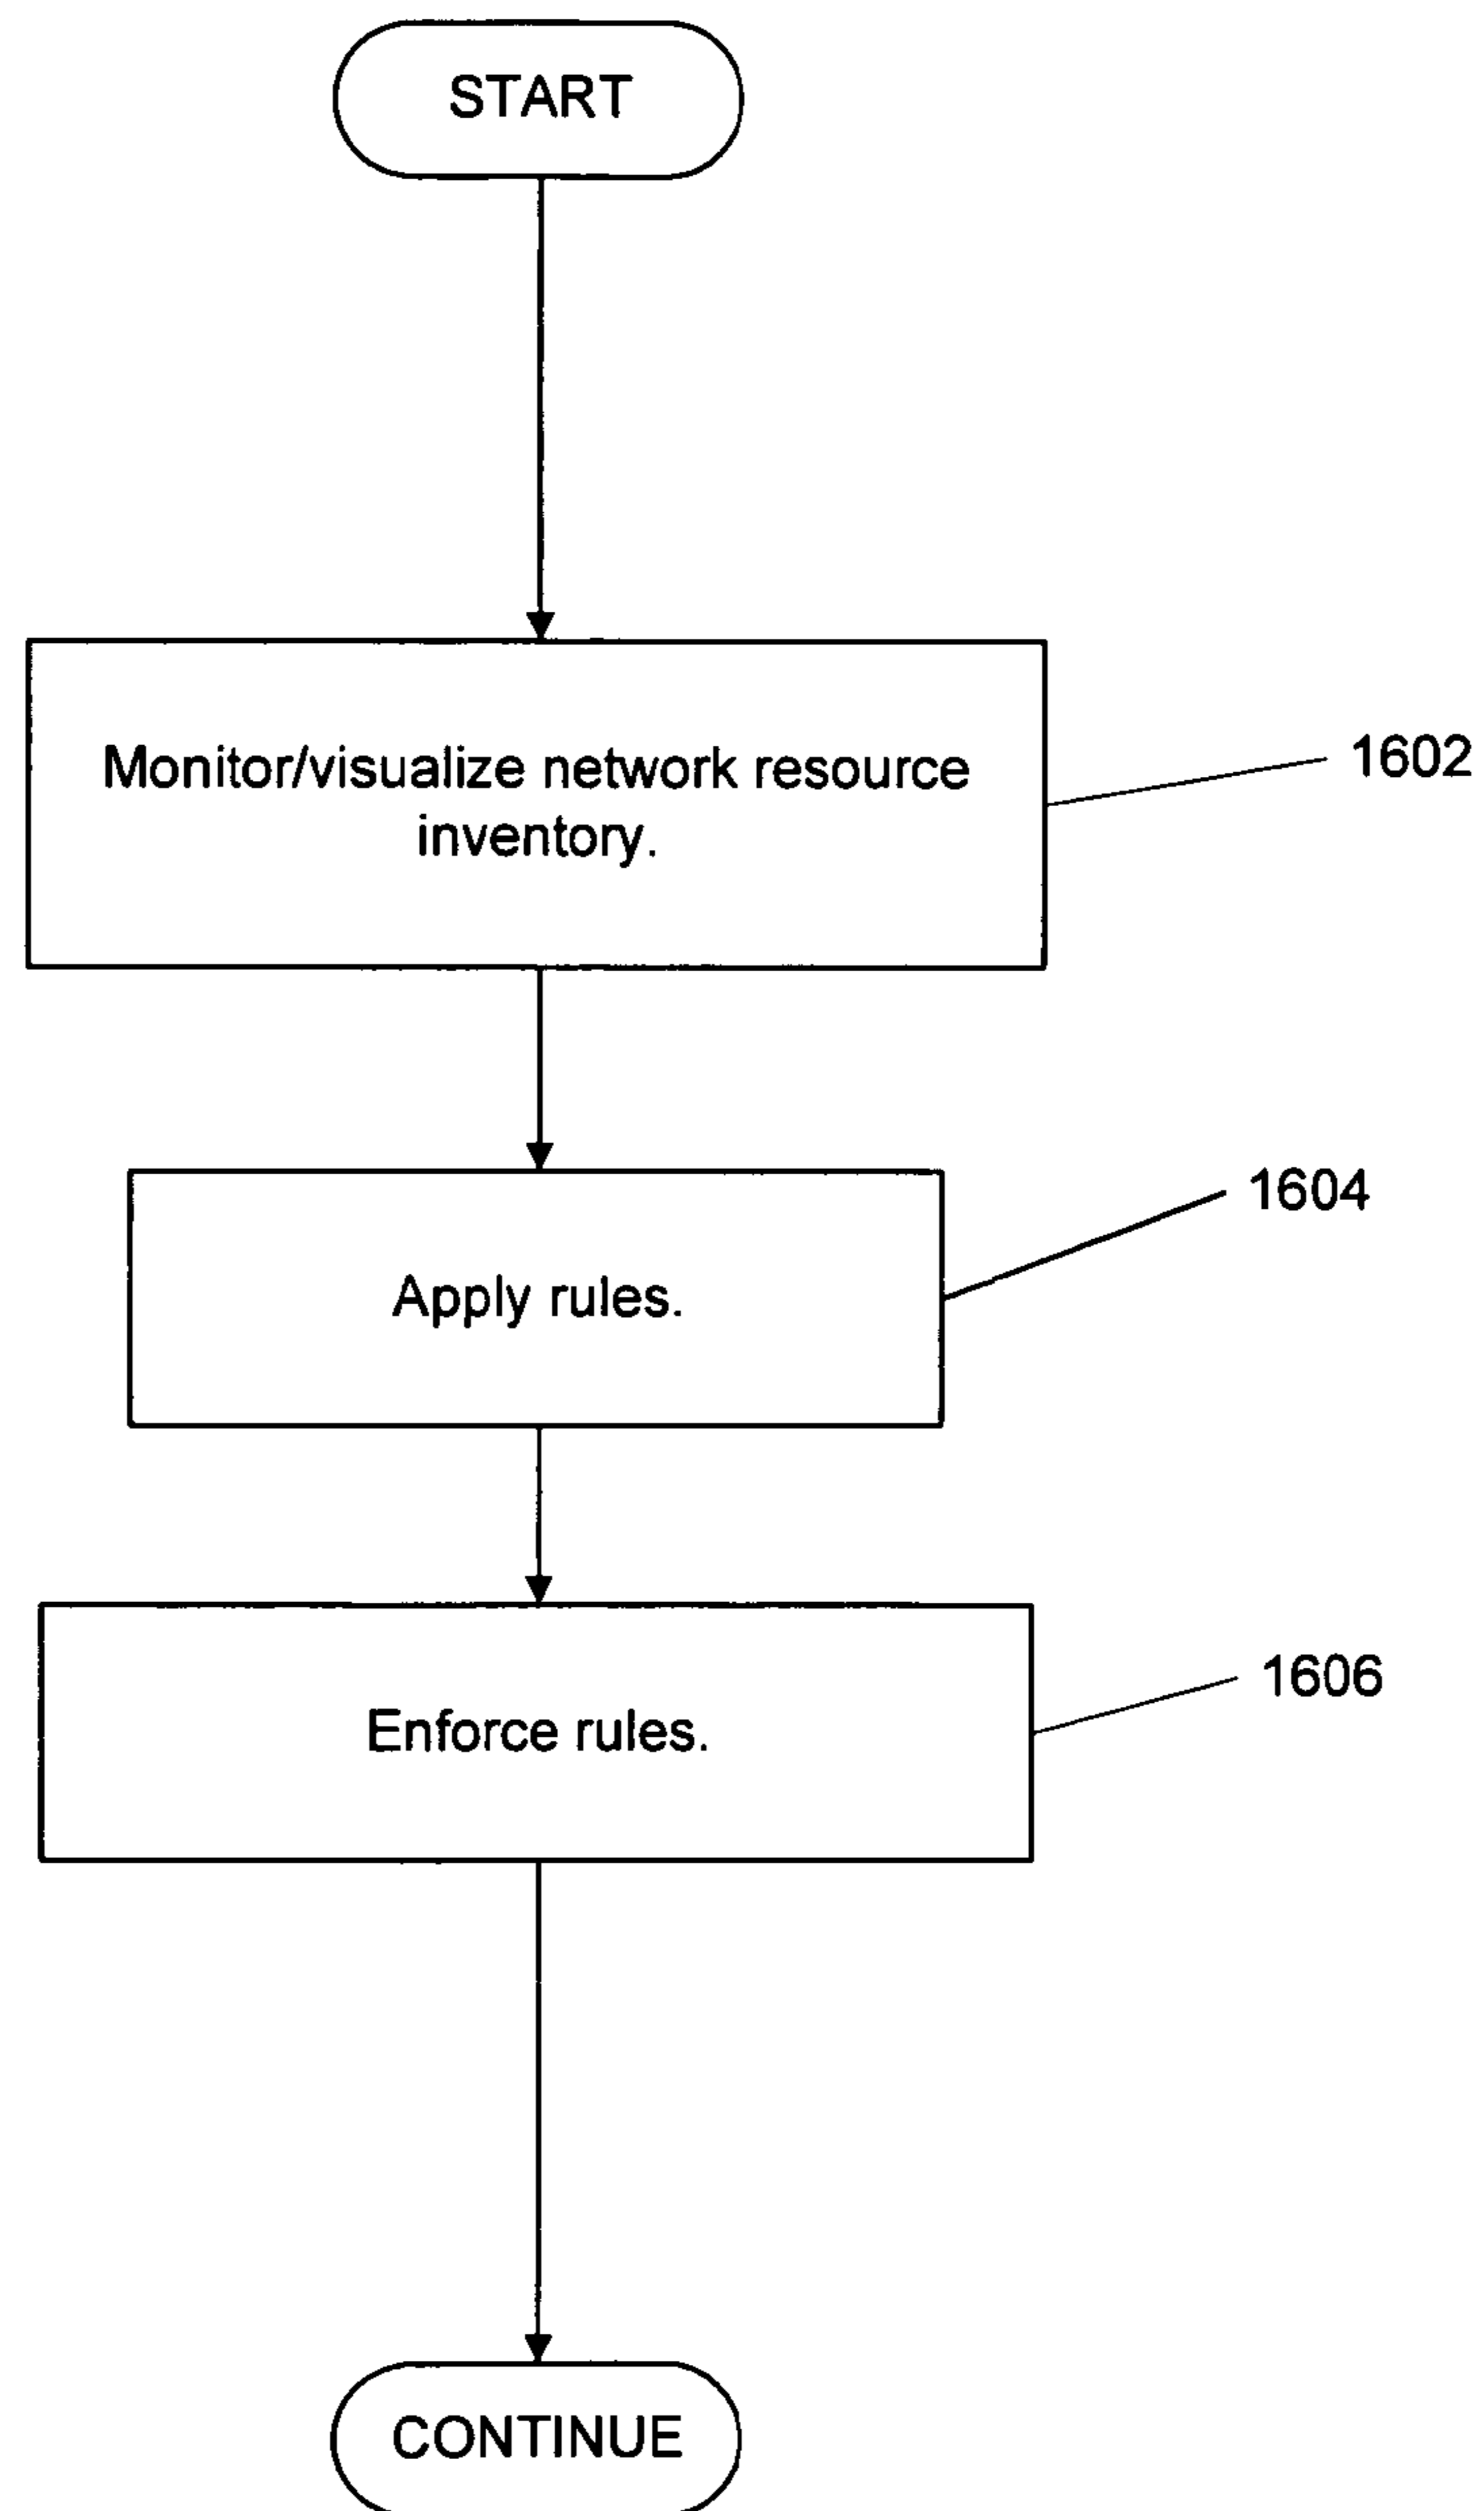 START
Monitor/visualize network resource
inventory.
1602
Apply rules.
1604
Enforce rules.
1606
CONTINUE